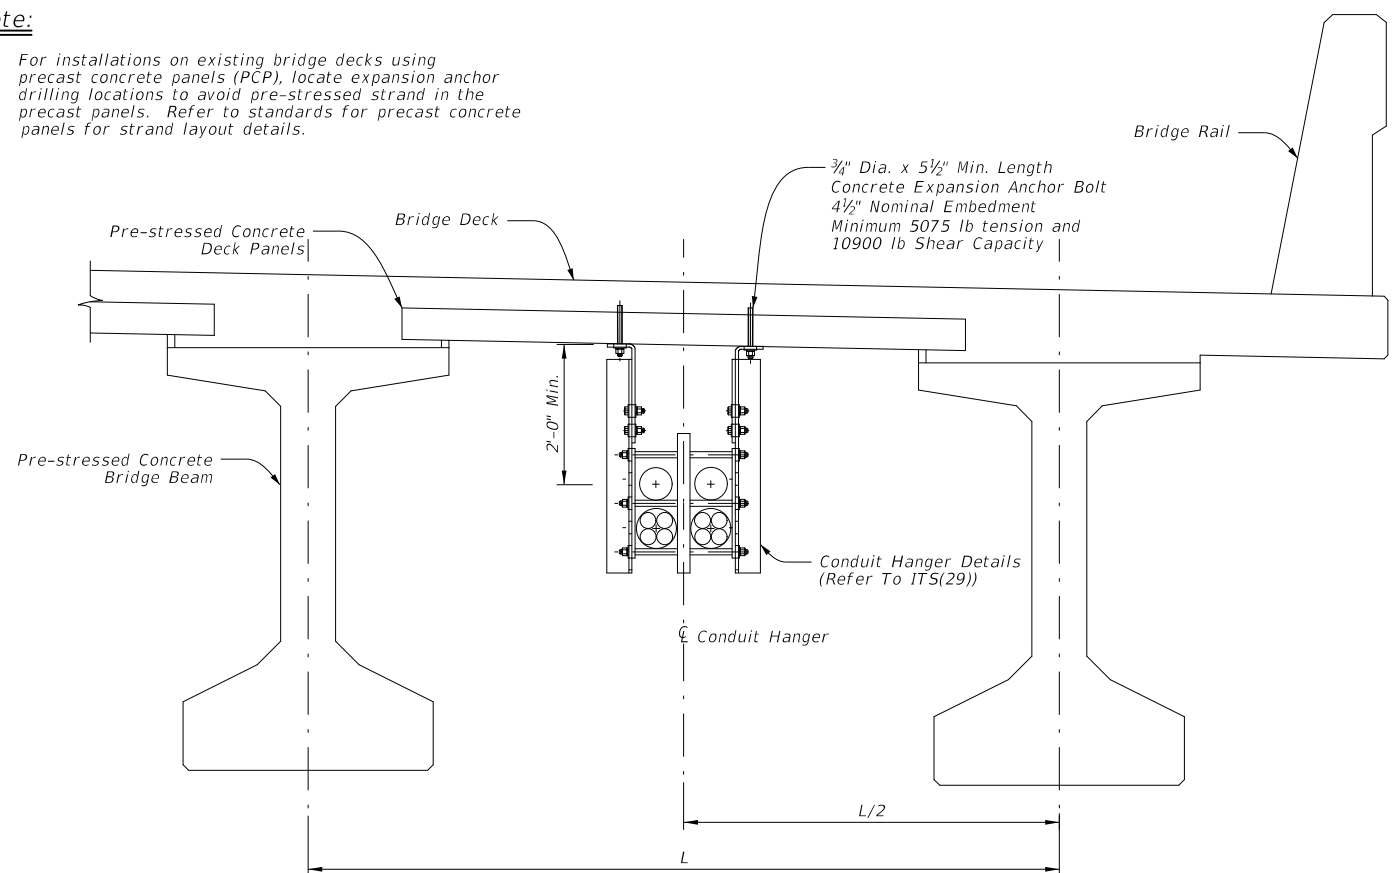 For installations on existing bridge decks using
precast concrete panels (PCP), locate expansion anchor
drilling locations to avoid pre-stressed strand in the
precast panels. Refer to standards for precast concrete
panels for strand layout details.
Bridge Rail
¾" Dia. x 5½" Min. Length
Concrete Expansion Anchor Bolt
4½" Nominal Embedment
Minimum 5075 lb tension and
10900 lb Shear Capacity
Bridge Deck
Pre-stressed Concrete
Deck Panels
2'-0" Min.
Pre-stressed Concrete
Bridge Beam
Conduit Hanger Details
(Refer To ITS(29))
℄ Conduit Hanger
L/2
L